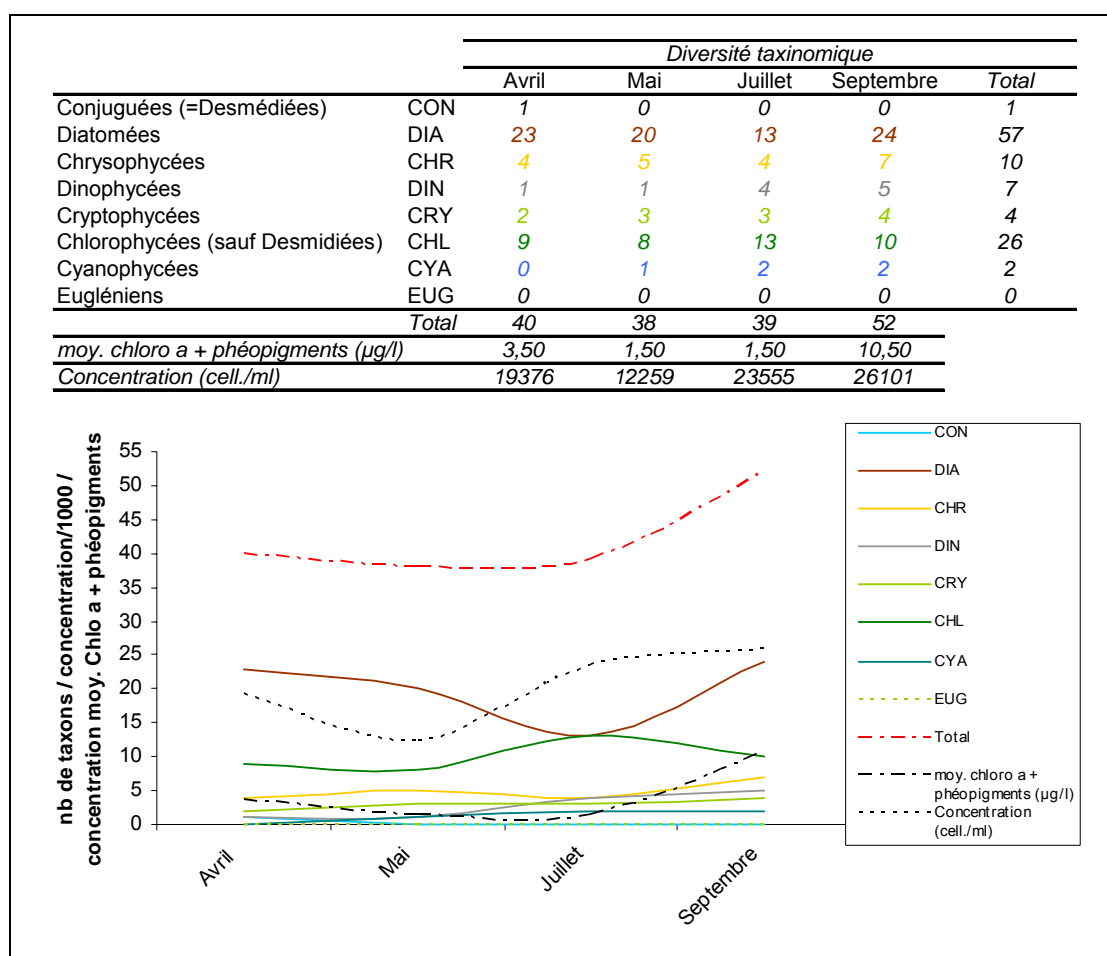 Diversité taxinomique
Avril Mai Juillet Septembre Total
Conjuguées (=Desmédiées) CON 1 0 0 0 1
Diatomées DIA 23 20 13 24 57
Chrysophycées CHR 4 5 4 7 10
Dinophycées DIN 1 1 4 5 7
Cryptophycées CRY 2 3 3 4 4
Chlorophycées (sauf Desmidiées) CHL 9 8 13 10 26
Cyanophycées CYA 0 1 2 2 2
Eugléniens EUG 0 0 0 0 0
Total 40 38 39 52
moy. chloro a + phéopigments (µg/l) 3,50 1,50 1,50 10,50
Concentration (cell./ml) 19376 12259 23555 26101
nb de taxons / concentration/1000 /
concentration moy. Chlo a + phéopigments
55
50
45
40
35
30
25
20
15
10
5
0
Avril
Mai
Juillet
Septembre
CON
DIA
CHR
DIN
CRY
CHL
CYA
EUG
Total
moy. chloro a +
phéopigments (µg/l)
Concentration
(cell./ml)